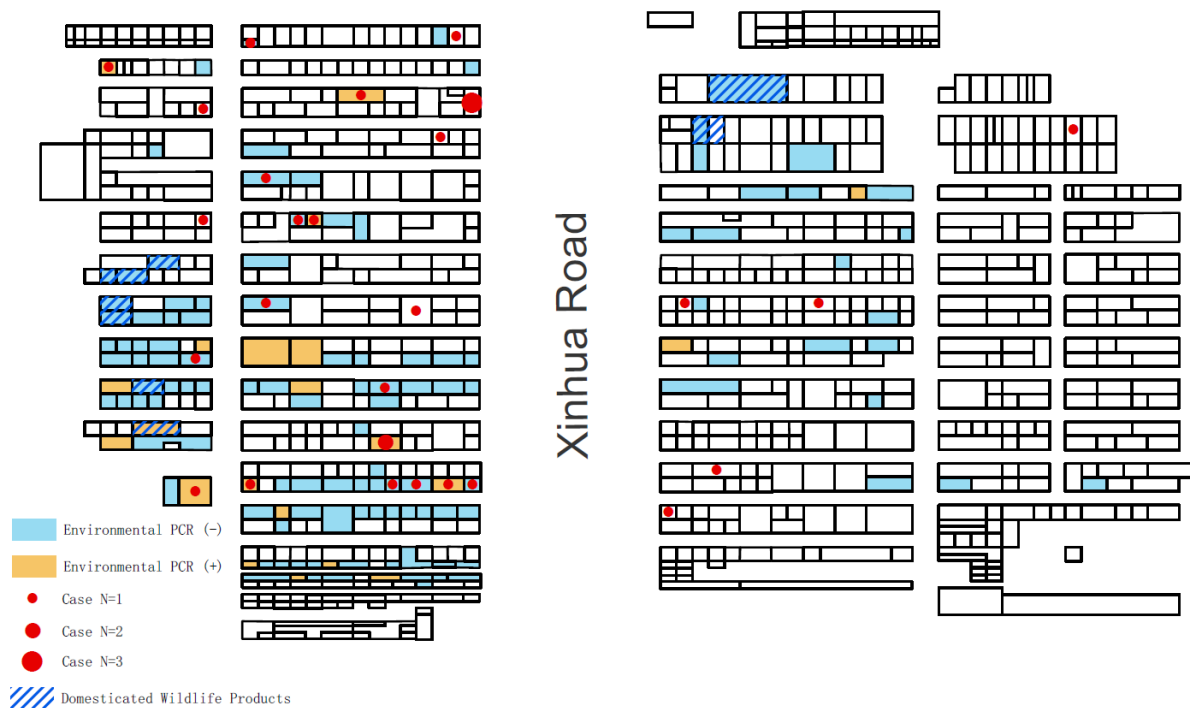 Xinhua Road
Environmental PCR (-)
Environmental PCR (+)
Case N=1
Case N=2
Case N=3
Domesticated Wildlife Products